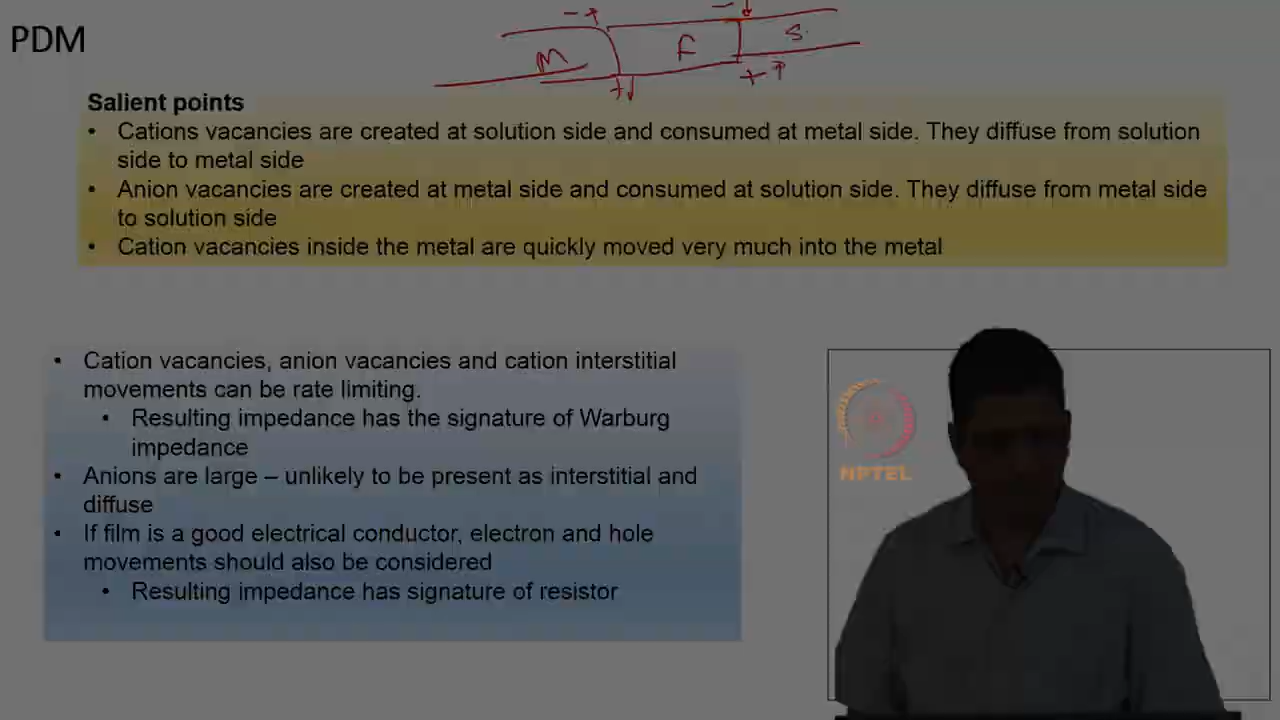 PDM
- +
- ↓
M
F
S.
+↓
+↑
Salient points
• Cations vacancies are created at solution side and consumed at metal side. They diffuse from solution
side to metal side
• Anion vacancies are created at metal side and consumed at solution side. They diffuse from metal side
to solution side
• Cation vacancies inside the metal are quickly moved very much into the metal
• Cation vacancies, anion vacancies and cation interstitial
movements can be rate limiting.
• Resulting impedance has the signature of Warburg
impedance
• Anions are large – unlikely to be present as interstitial and
diffuse
• If film is a good electrical conductor, electron and hole
movements should also be considered
• Resulting impedance has signature of resistor
NPTEL